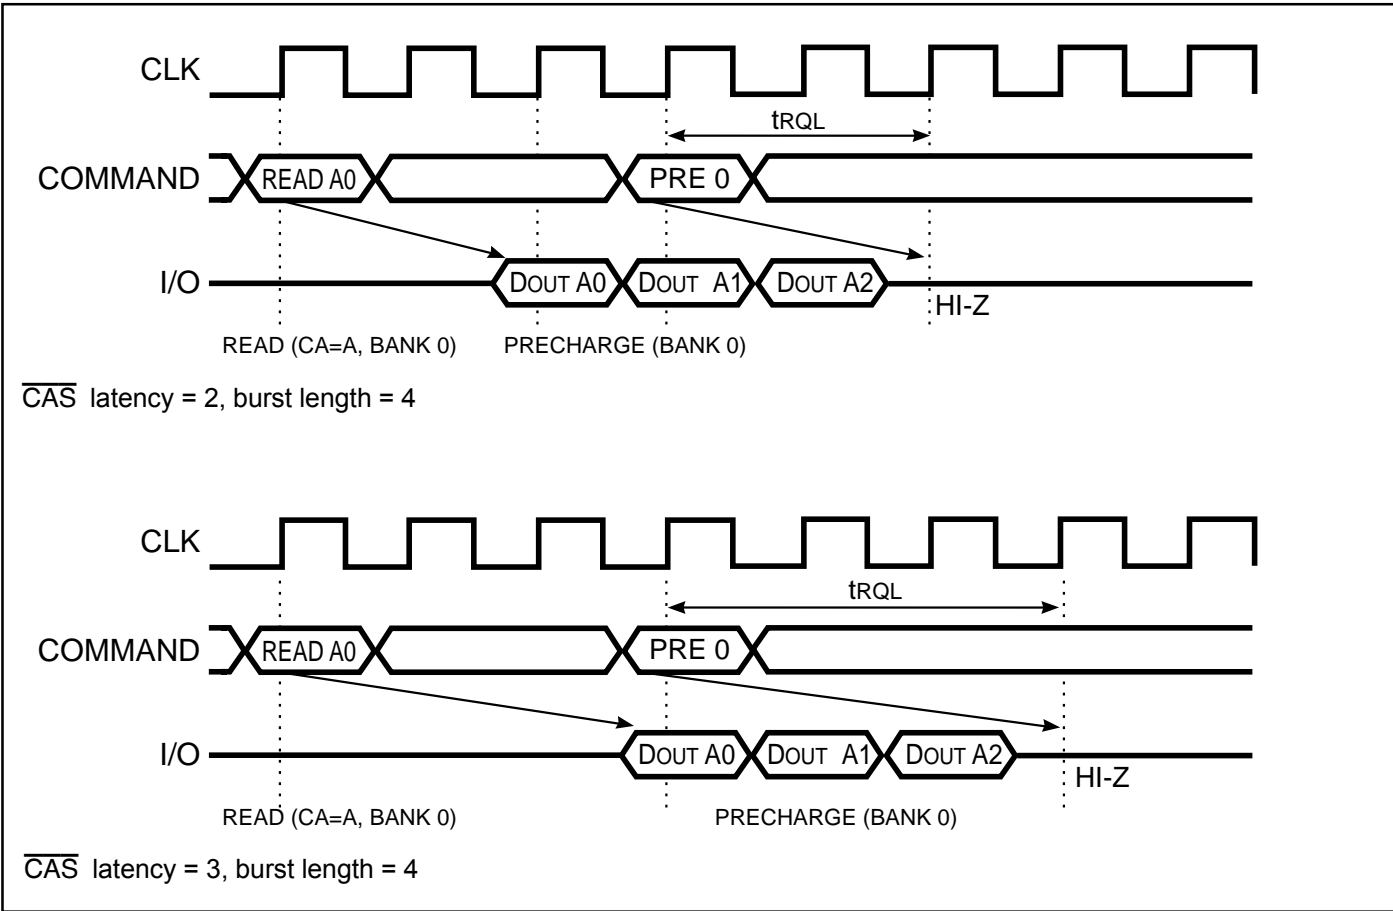 CLK
tRQL
COMMAND READ A0 PRE 0
I/O DOUT A0 DOUT A1 DOUT A2 HI-Z
READ (CA=A, BANK 0) PRECHARGE (BANK 0)
CAS latency = 2, burst length = 4
CLK
tRQL
COMMAND READ A0 PRE 0
I/O DOUT A0 DOUT A1 DOUT A2 HI-Z
READ (CA=A, BANK 0) PRECHARGE (BANK 0)
CAS latency = 3, burst length = 4